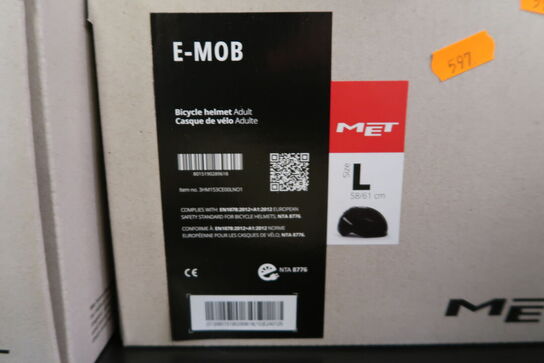 E-MOB
597
Bicycle helmet Adult
Casque de vélo Adulte
MET
8015190289618
Size
L
58/61 cm
Item no. 3HM153CE00LNO1
COMPLIES WITH: EN1078:2012+A1:2012 EUROPEAN
SAFETY STANDARD FOR BICYCLE HELMETS, NTA 8776.
CONFORME À: EN1078:2012+A1:2012 NORME
EUROPÉENNE POUR LES CASQUES DE VÉLO, NTA 8776.
CE
NTA 8776
MET